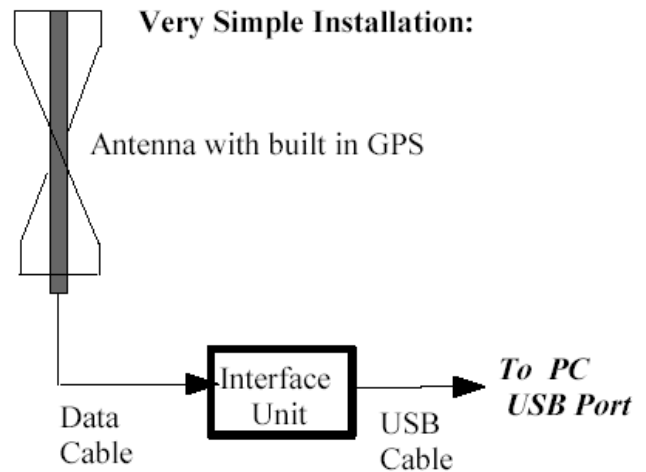 Very Simple Installation:
Antenna with built in GPS
Interface
Unit
To PC
USB Port
Data
Cable
USB
Cable